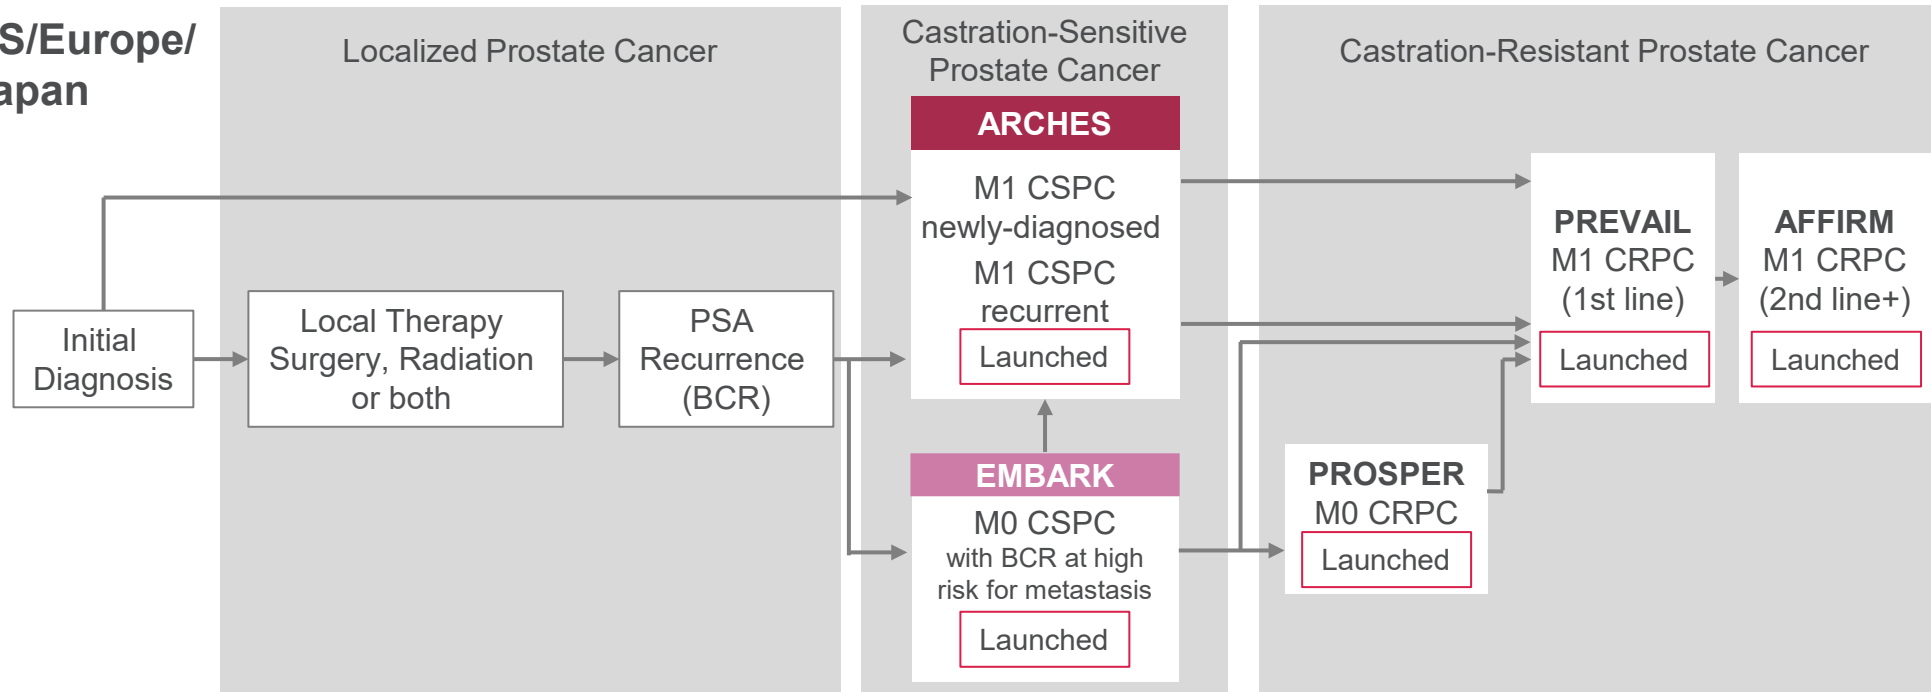 S/Europe/
apan
Localized Prostate Cancer
Castration-Sensitive
Prostate Cancer
Castration-Resistant Prostate Cancer
ARCHES
M1 CSPC
newly-diagnosed
M1 CSPC
recurrent
Launched
Initial
Diagnosis
Local Therapy
Surgery, Radiation
or both
PSA
Recurrence
(BCR)
EMBARK
M0 CSPC
with BCR at high
risk for metastasis
Launched
PROSPER
M0 CRPC
Launched
PREVAIL
M1 CRPC
(1st line)
Launched
AFFIRM
M1 CRPC
(2nd line+)
Launched